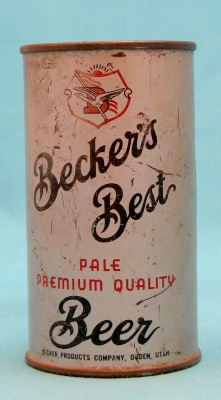 Becker's
Best
PALE
PREMIUM QUALITY
Beer
BECKER PRODUCTS COMPANY, OGDEN, UTAH